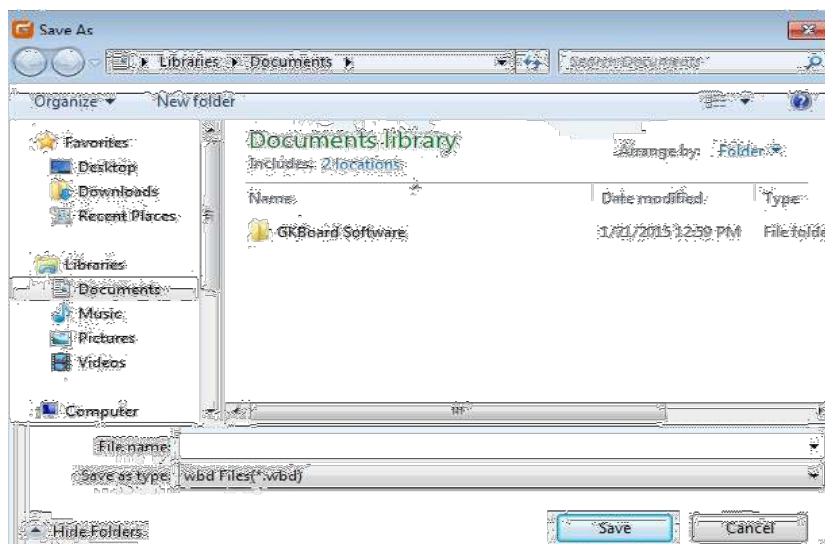 Save As
Libraries Documents
Search Documents
Organize New folder
Favorites
Desktop
Downloads
Recent Places
Libraries
Documents
Music
Pictures
Videos
Computer
Documents library
Includes: 2 locations
Arrange by: Folder
Name Date modified Type
GKBoard Software 1/21/2015 12:59 PM File folde
File name:
Save as type: wbd Files(*.wbd)
Hide Folders Save Cancel